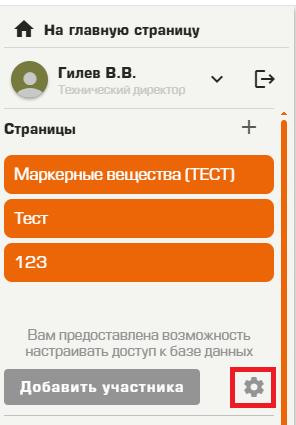 На главную страницу
Гилев В.В.
Технический директор
Страницы
Маркерные вещества (ТЕСТ)
Тест
123
Вам предоставлена возможность
настраивать доступ к базе данных
Добавить участника